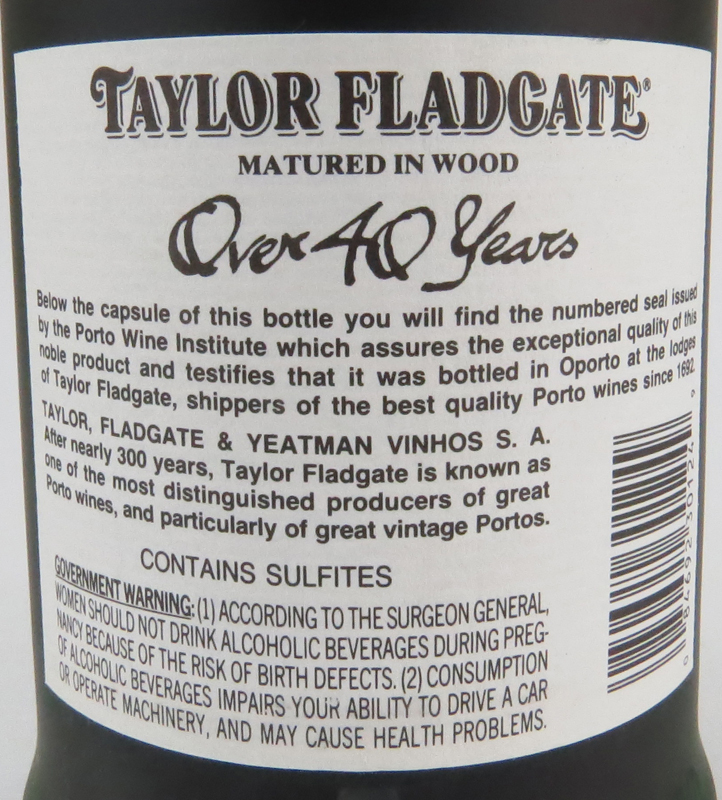 TAYLOR FLADGATE®
MATURED IN WOOD
Over 40 Years
Below the capsule of this bottle you will find the numbered seal issued
by the Porto Wine Institute which assures the exceptional quality of this
noble product and testifies that it was bottled in Oporto at the lodges
of Taylor Fladgate, shippers of the best quality Porto wines since 1692.
TAYLOR, FLADGATE & YEATMAN VINHOS S. A.
After nearly 300 years, Taylor Fladgate is known as
one of the most distinguished producers of great
Porto wines, and particularly of great vintage Portos.
CONTAINS SULFITES
GOVERNMENT WARNING: (1) ACCORDING TO THE SURGEON GENERAL,
WOMEN SHOULD NOT DRINK ALCOHOLIC BEVERAGES DURING PREG-
NANCY BECAUSE OF THE RISK OF BIRTH DEFECTS. (2) CONSUMPTION
OF ALCOHOLIC BEVERAGES IMPAIRS YOUR ABILITY TO DRIVE A CAR
OR OPERATE MACHINERY, AND MAY CAUSE HEALTH PROBLEMS.
0 84692 30124 9